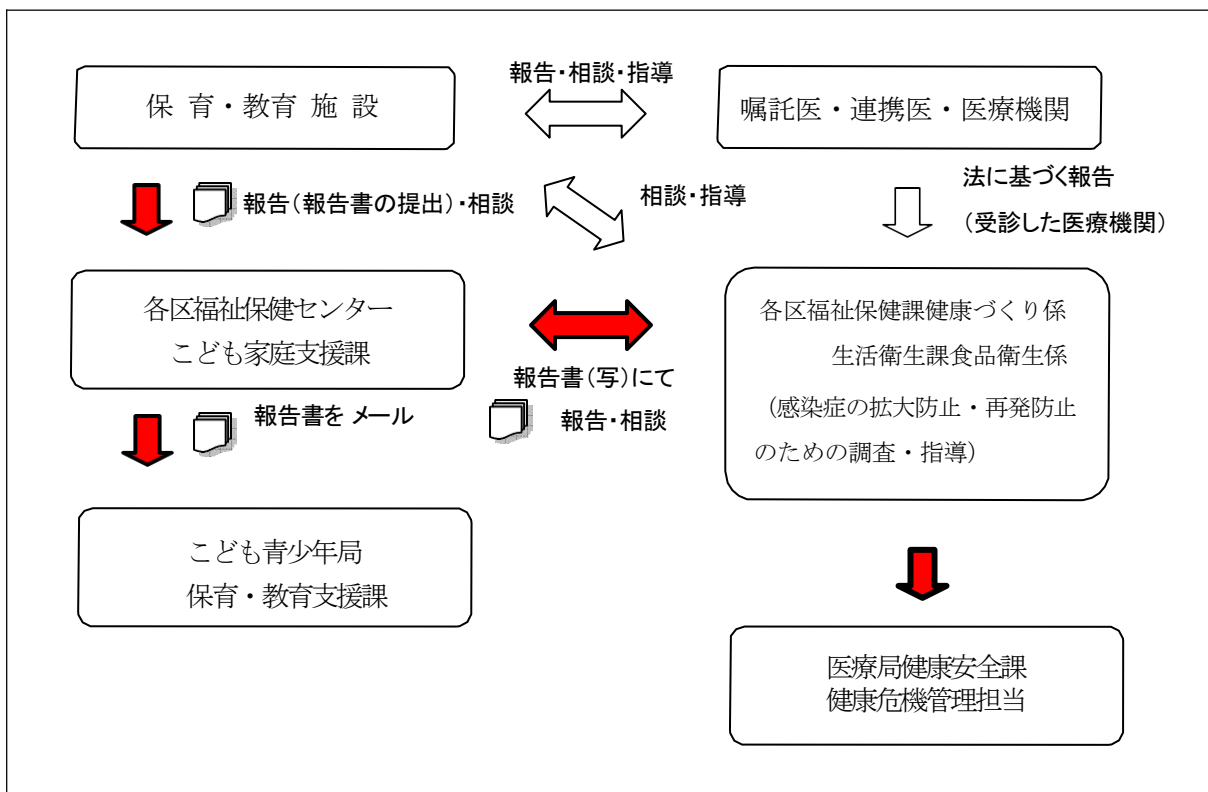 報告・相談・指導
保 育・教育 施 設
嘱託医・連携医・医療機関
報告(報告書の提出)・相談
相談・指導
法に基づく報告
(受診した医療機関)
各区福祉保健センター
こども家庭支援課
各区福祉保健課健康づくり係
生活衛生課食品衛生係
(感染症の拡大防止・再発防止
のための調査・指導)
報告書(写)にて
報告・相談
報告書を メール
こども青少年局
保育・教育支援課
医療局健康安全課
健康危機管理担当